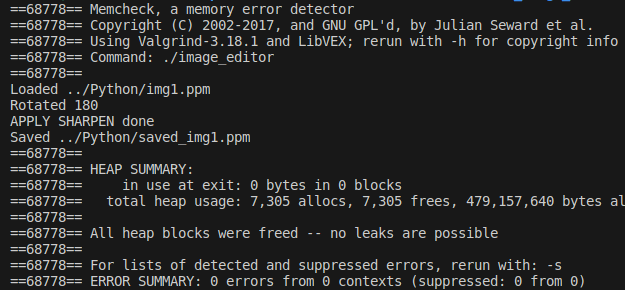 ==68778== Memcheck, a memory error detector
==68778== Copyright (C) 2002-2017, and GNU GPL'd, by Julian Seward et al.
==68778== Using Valgrind-3.18.1 and LibVEX; rerun with -h for copyright info
==68778== Command: ./image_editor
==68778==
Loaded ../Python/img1.ppm
Rotated 180
APPLY SHARPEN done
Saved ../Python/saved_img1.ppm
==68778==
==68778== HEAP SUMMARY:
==68778==     in use at exit: 0 bytes in 0 blocks
==68778==   total heap usage: 7,305 allocs, 7,305 frees, 479,157,640 bytes al
==68778==
==68778== All heap blocks were freed -- no leaks are possible
==68778==
==68778== For lists of detected and suppressed errors, rerun with: -s
==68778== ERROR SUMMARY: 0 errors from 0 contexts (suppressed: 0 from 0)